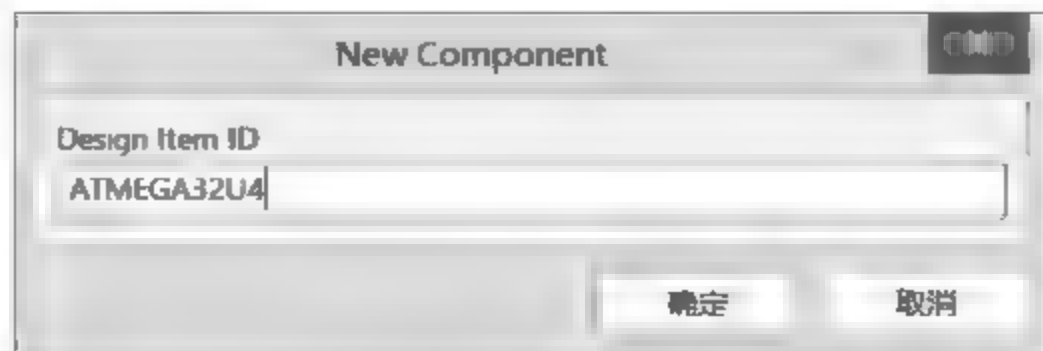 New Component
Design Item ID
ATMEGA32U4
确定 取消